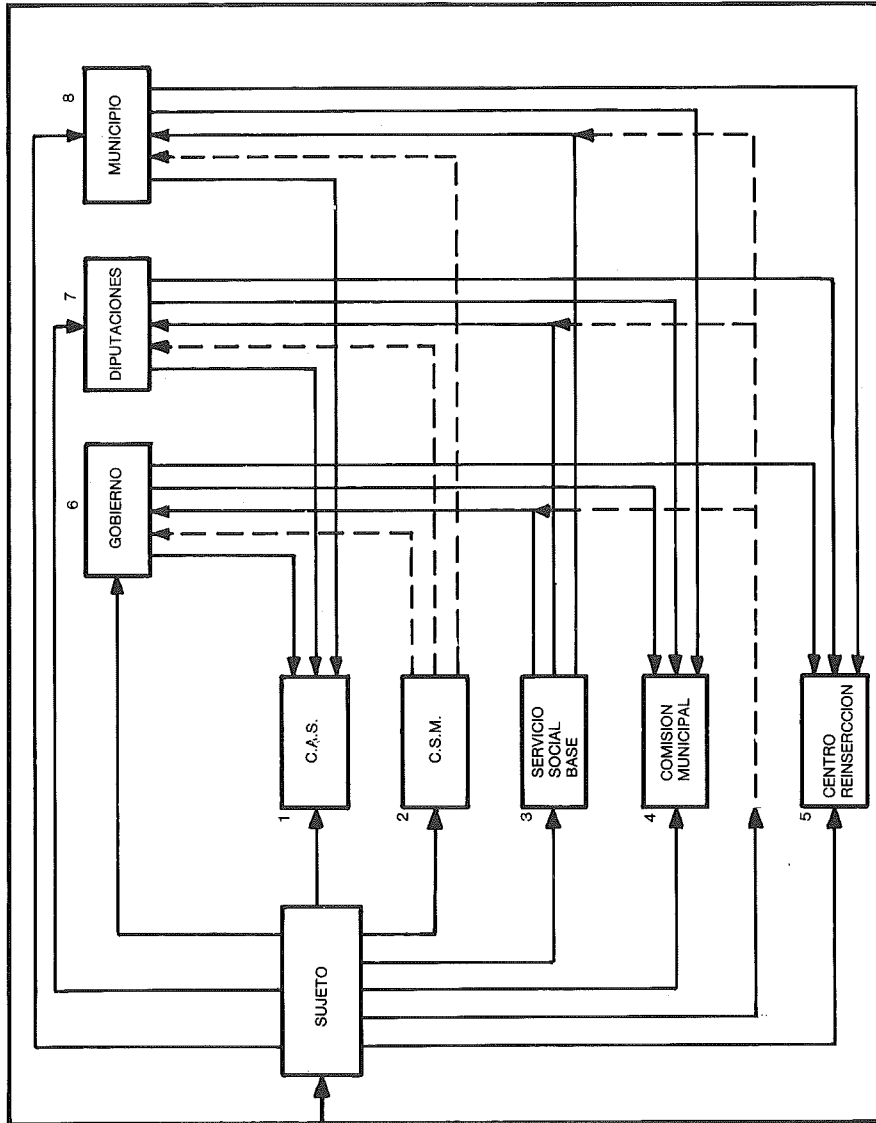 8
MUNICIPIO
7
DIPUTACIONES
6
GOBIERNO
1
C.A.S.
2
C.S.M.
3
SERVICIO
SOCIAL
BASE
4
COMISION
MUNICIPAL
5
CENTRO
REINSERCCION
SUJETO